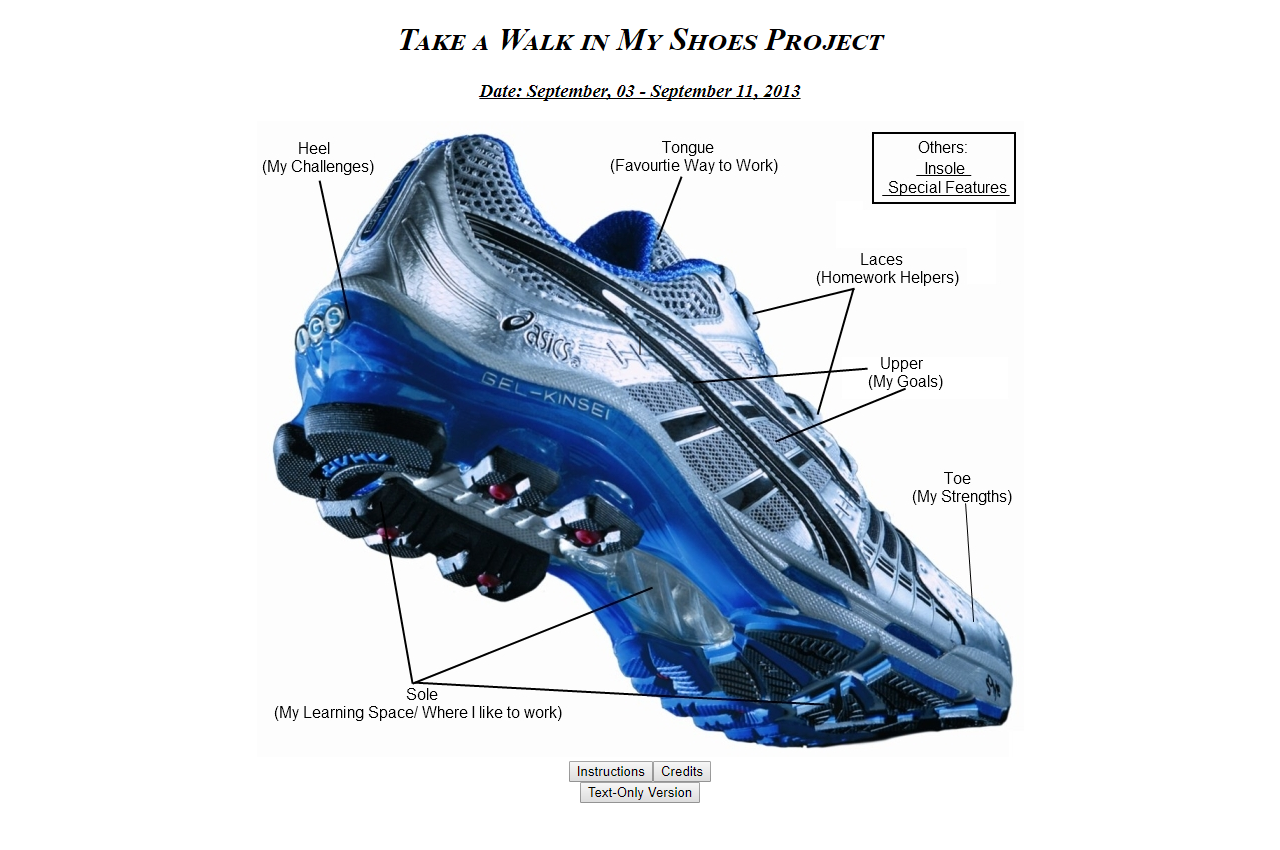 Take a Walk in My Shoes Project
Date: September, 03 - September 11, 2013
Heel
(My Challenges)
Tongue
(Favourtie Way to Work)
Others:
Insole
Special Features
Laces
(Homework Helpers)
IGS
asics
GEL-KINSEI
Upper
(My Goals)
AHAR
Toe
(My Strengths)
Sole
(My Learning Space/ Where I like to work)
Instructions
Credits
Text-Only Version